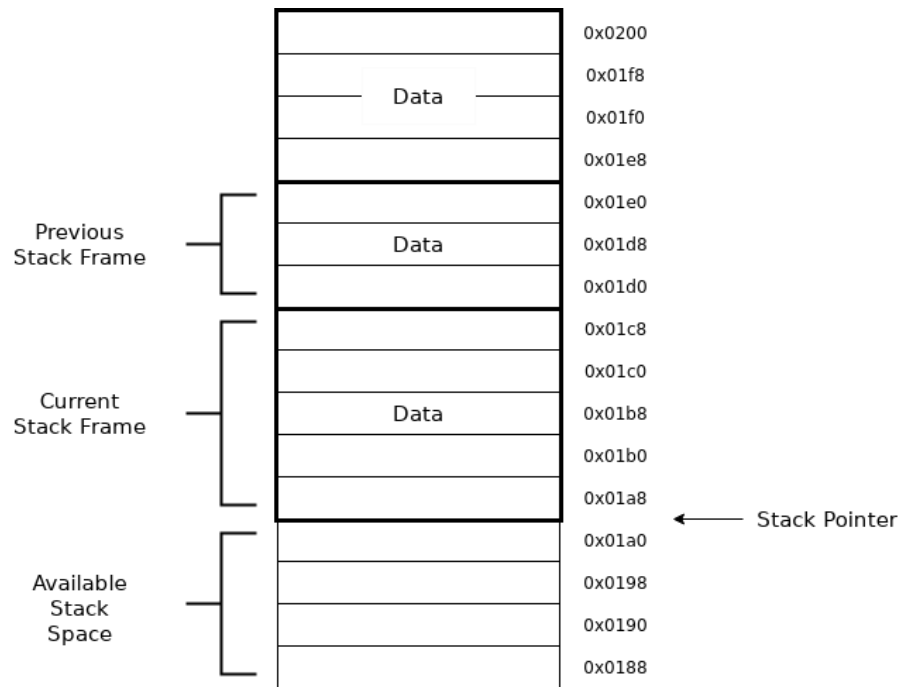 0x0200
0x01f8
Data
0x01f0
0x01e8
0x01e0
Previous
Stack Frame
Data
0x01d8
0x01d0
0x01c8
0x01c0
Current
Stack Frame
Data
0x01b8
0x01b0
0x01a8
Stack Pointer
0x01a0
Available
Stack
Space
0x0198
0x0190
0x0188